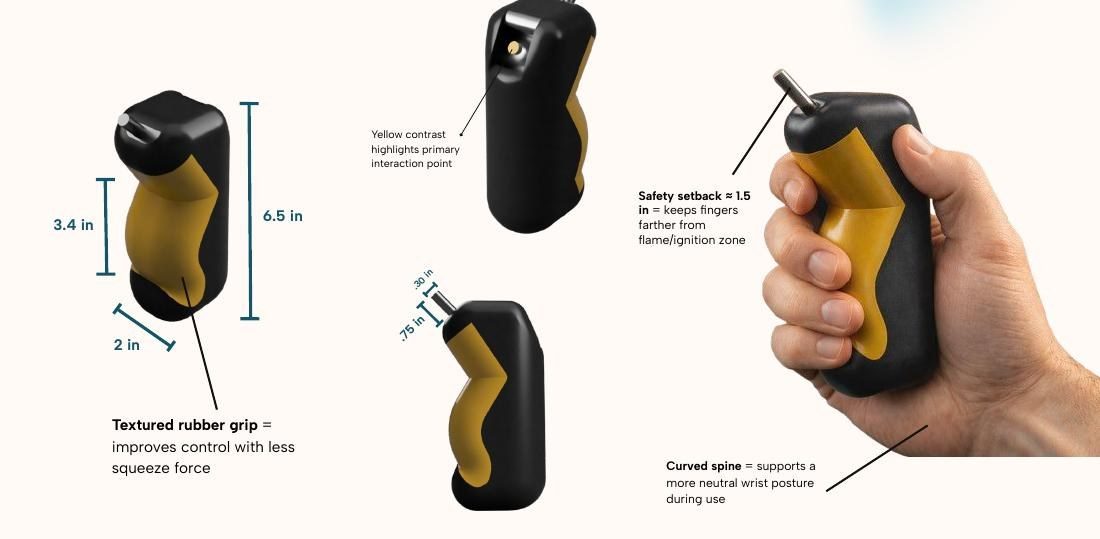 3.4 in
6.5 in
2 in
Textured rubber grip =
improves control with less
squeeze force
Yellow contrast
highlights primary
interaction point
.30 in
.75 in
Safety setback ≈ 1.5
in = keeps fingers
farther from
flame/ignition zone
Curved spine = supports a
more neutral wrist posture
during use